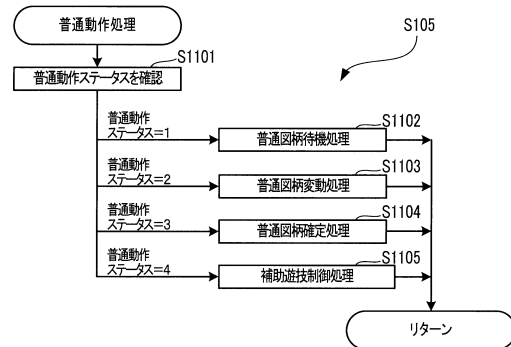 普通動作処理
S105
S1101
普通動作ステータスを確認
普通動作
ステータス=1
S1102
普通図柄待機処理
普通動作
ステータス=2
S1103
普通図柄変動処理
普通動作
ステータス=3
S1104
普通図柄確定処理
普通動作
ステータス=4
S1105
補助遊技制御処理
リターン